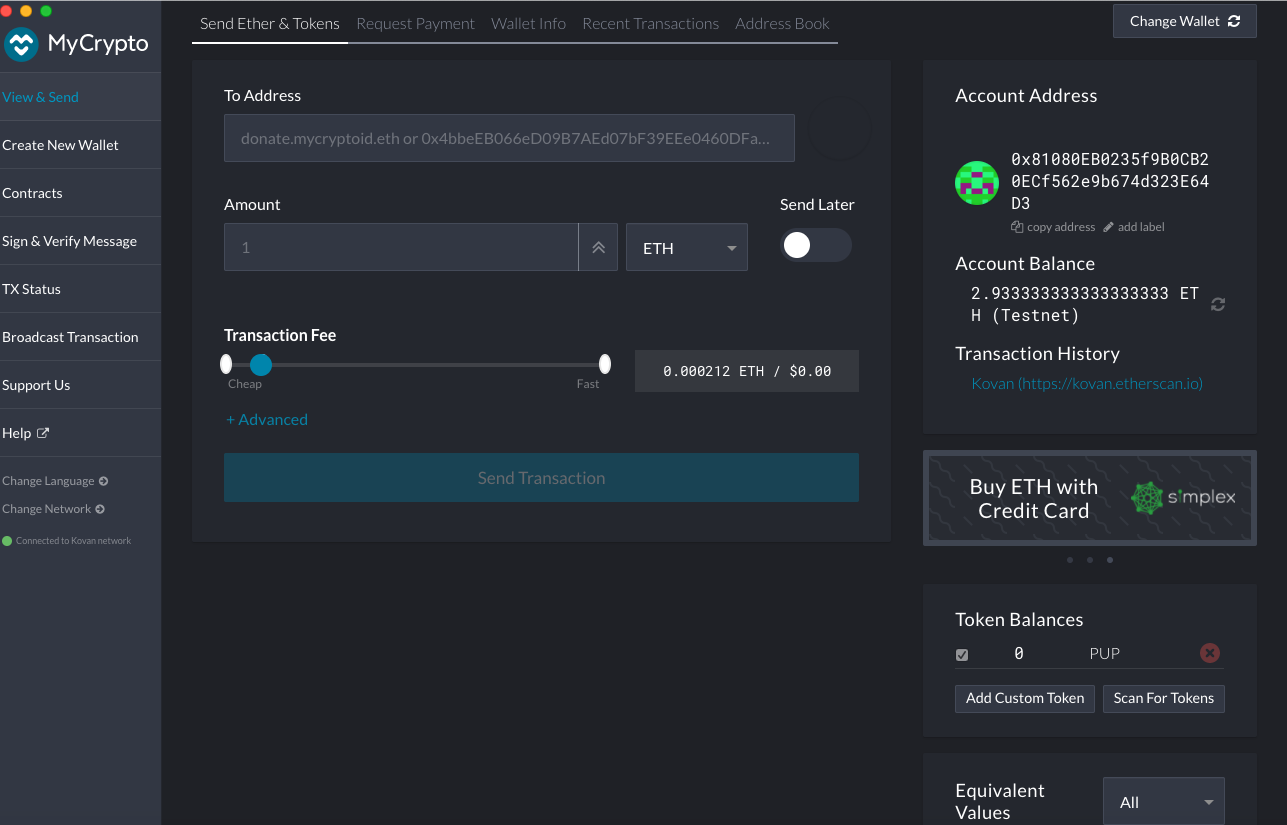 MyCrypto
View & Send
Create New Wallet
Contracts
Sign & Verify Message
TX Status
Broadcast Transaction
Support Us
Help
Change Language
Change Network
Connected to Kovan network
Send Ether & Tokens
Request Payment
Wallet Info
Recent Transactions
Address Book
Change Wallet
To Address
donate.mycryptoid.eth or 0x4bbeEB066eD09B7AEd07bF39EEe0460DFa...
Amount
Send Later
1
ETH
Transaction Fee
Cheap
Fast
0.000212 ETH / $0.00
+ Advanced
Send Transaction
Account Address
0x81080EB0235f9B0CB2
0ECf562e9b674d323E64
D3
copy address
add label
Account Balance
2.933333333333333333 ET
H (Testnet)
Transaction History
Kovan (https://kovan.etherscan.io)
Buy ETH with
Credit Card
simplex
Token Balances
0
PUP
Add Custom Token
Scan For Tokens
Equivalent
Values
All